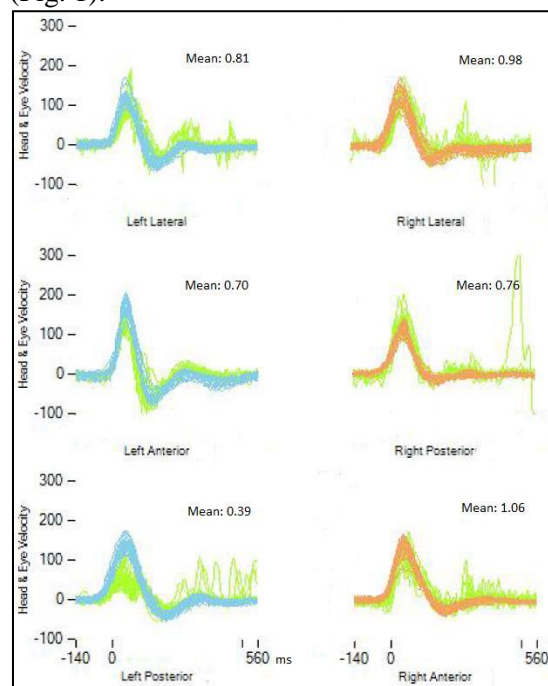 (Fig. 1).
300
200
100
0
-100
Head & Eye Velocity
Mean: 0.81
Left Lateral
Mean: 0.98
Right Lateral
300
200
100
0
-100
Head & Eye Velocity
Mean: 0.70
Left Anterior
Mean: 0.76
Right Posterior
300
200
100
0
-100
Head & Eye Velocity
Mean: 0.39
-140 0 560 ms
Left Posterior
Mean: 1.06
-140 0 560
Right Anterior